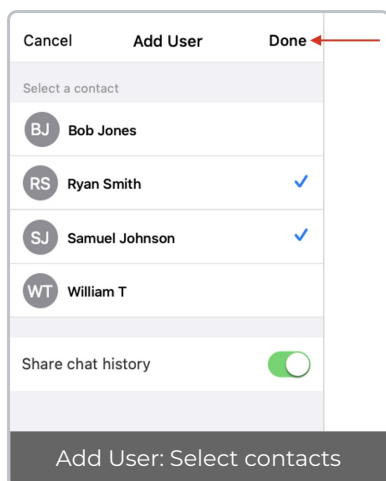 Cancel Add User Done
Select a contact
BJ Bob Jones
RS Ryan Smith
SJ Samuel Johnson
WT William T
Share chat history
Add User: Select contacts